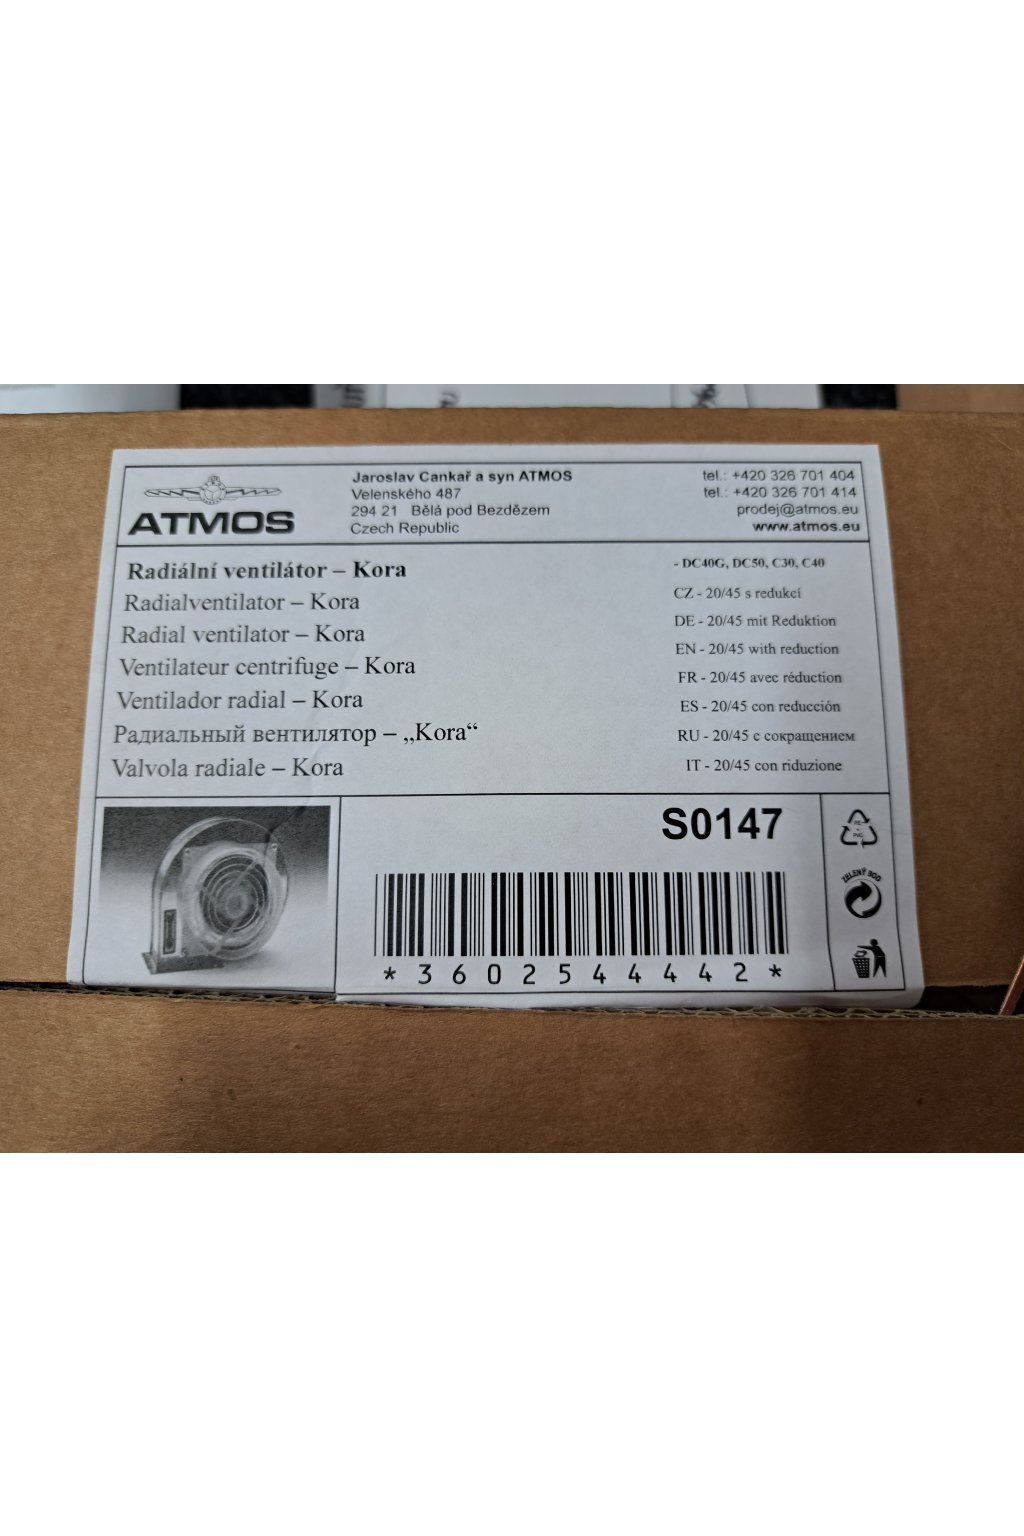 ATMOS
Jaroslav Cankař a syn ATMOS
Velenského 487
294 21 Bělá pod Bezdězem
Czech Republic
tel.: +420 326 701 404
tel.: +420 326 701 414
prodej@atmos.eu
www.atmos.eu
Radiální ventilátor – Kora
Radialventilator – Kora
Radial ventilator – Kora
Ventilateur centrifuge – Kora
Ventilador radial – Kora
Радиальный вентилятор – „Kora“
Valvola radiale – Kora
- DC40G, DC50, C30, C40
CZ - 20/45 s redukcí
DE - 20/45 mit Reduktion
EN - 20/45 with reduction
FR - 20/45 avec réduction
ES - 20/45 con reducción
RU - 20/45 с сокращением
IT - 20/45 con riduzione
S0147
*3602544442*
ZELENÝ BOD